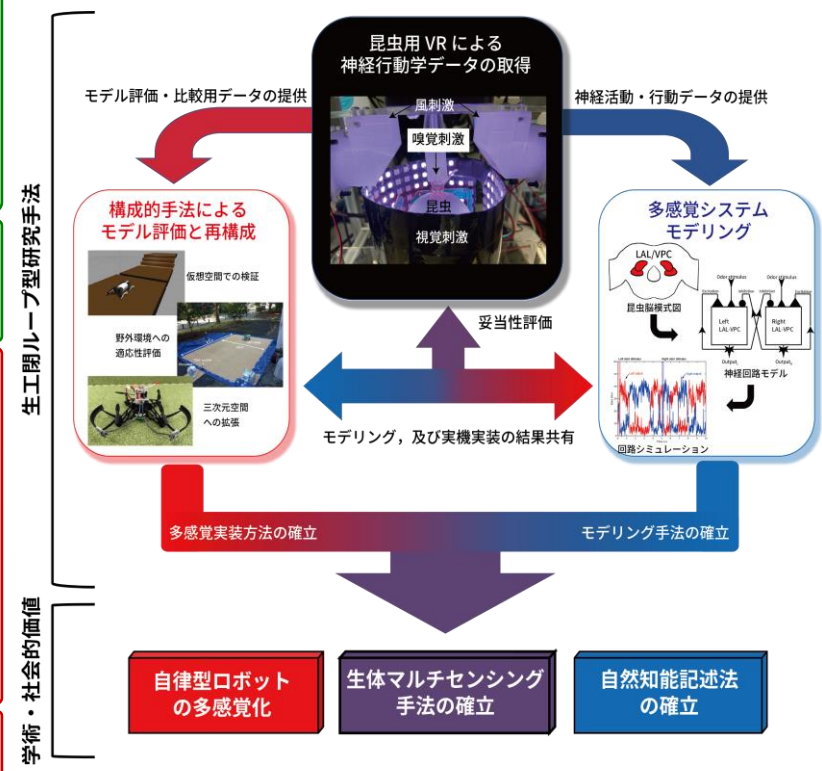 昆虫用 VR による
神経行動学データの取得
モデル評価・比較用データの提供
神経活動・行動データの提供
風刺激
嗅覚刺激
昆虫
視覚刺激
生工閉ループ型研究手法
構成的手法による
モデル評価と再構成
仮想空間での検証
野外環境への
適応性評価
三次元空間
への拡張
多感覚システム
モデリング
LAL/VPC
昆虫脳模式図
Odor stimulus
Odor stimulus
Left
LAL-VPC
Right
LAL-VPC
神経回路モデル
回路シミュレーション
妥当性評価
モデリング，及び実機実装の結果共有
多感覚実装方法の確立
モデリング手法の確立
学術・社会的価値
自律型ロボット
の多感覚化
生体マルチセンシング
手法の確立
自然知能記述法
の確立